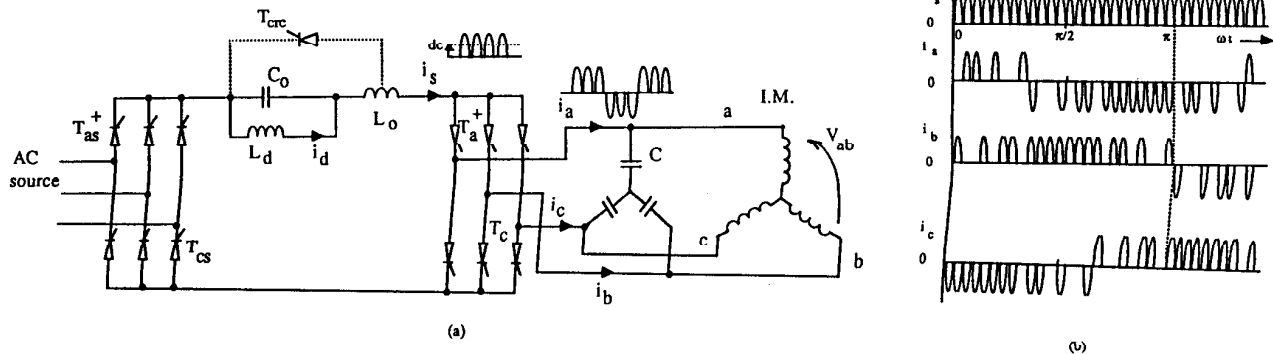 T_crc
C_o
L_d
i_d
L_o
i_s
dc
T_as^+
AC
source
T_cs
T_a^+
T_c
i_a
i_c
i_b
a
I.M.
C
V_ab
c
b
(a)
0
0 π/2 π ωt
i_a
0
i_b
0
i_c
0
(b)